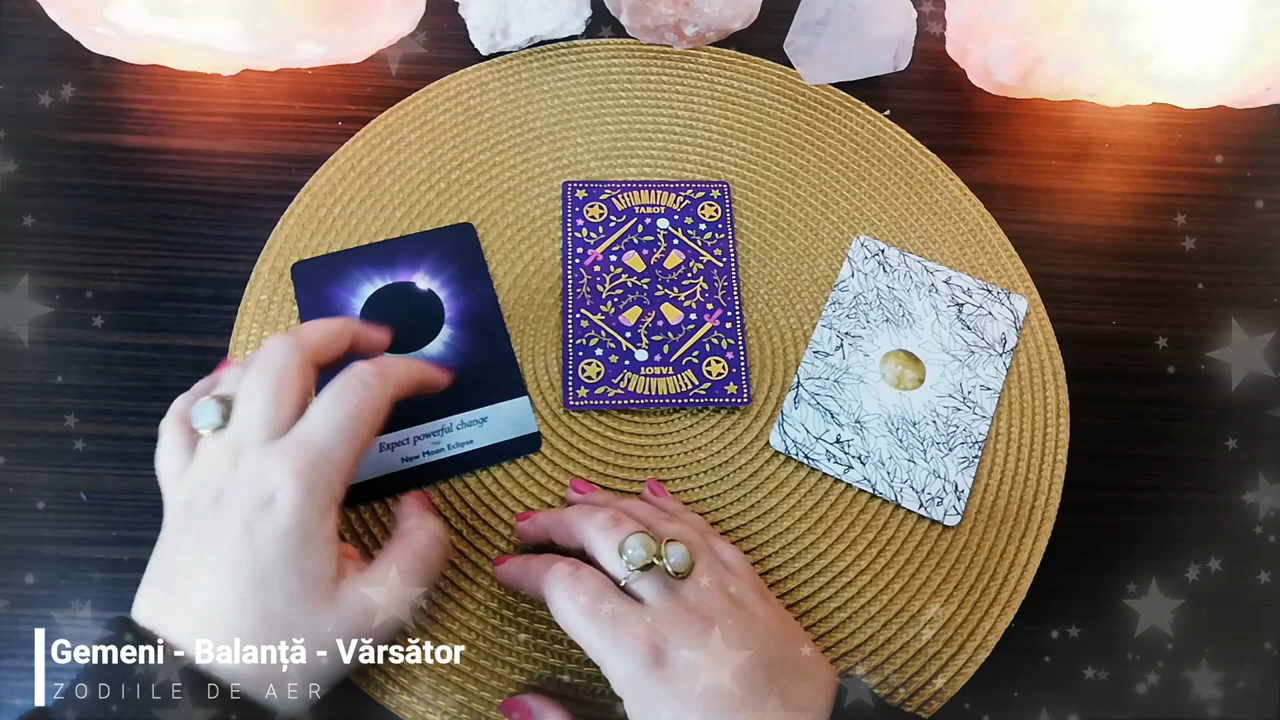 AFFIRMATORS!
TAROT
TAROT
AFFIRMATORS!
Expect powerful change
New Moon Eclipse
Gemeni - Balanță - Vărsător
ZODIILE DE AER